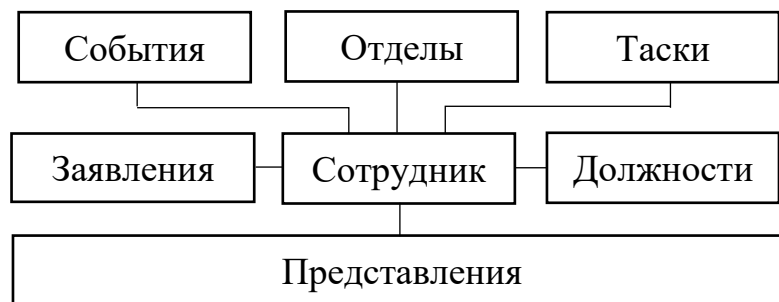 События
Отделы
Таски
Заявления
Сотрудник
Должности
Представления